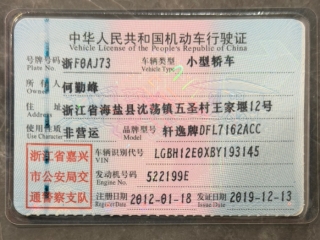 中华人民共和国机动车行驶证
Vehicle License of the People's Republic of China
号牌号码 浙F0AJ73 车辆类型 小型轿车
Plate No. Vehicle Type
所有人 何勤峰
住址 浙江省海盐县沈荡镇五圣村王家堰12号
使用性质 非营运 品牌型号 轩逸牌DFL7162ACC
Use Character
浙江省嘉兴
市公安局交
通警察支队
车辆识别代号 LGBH12E0XBY193145
VIN
发动机号码 522199E
Engine No.
注册日期 2012-01-18 发证日期 2019-12-13
Register Date Issue Date